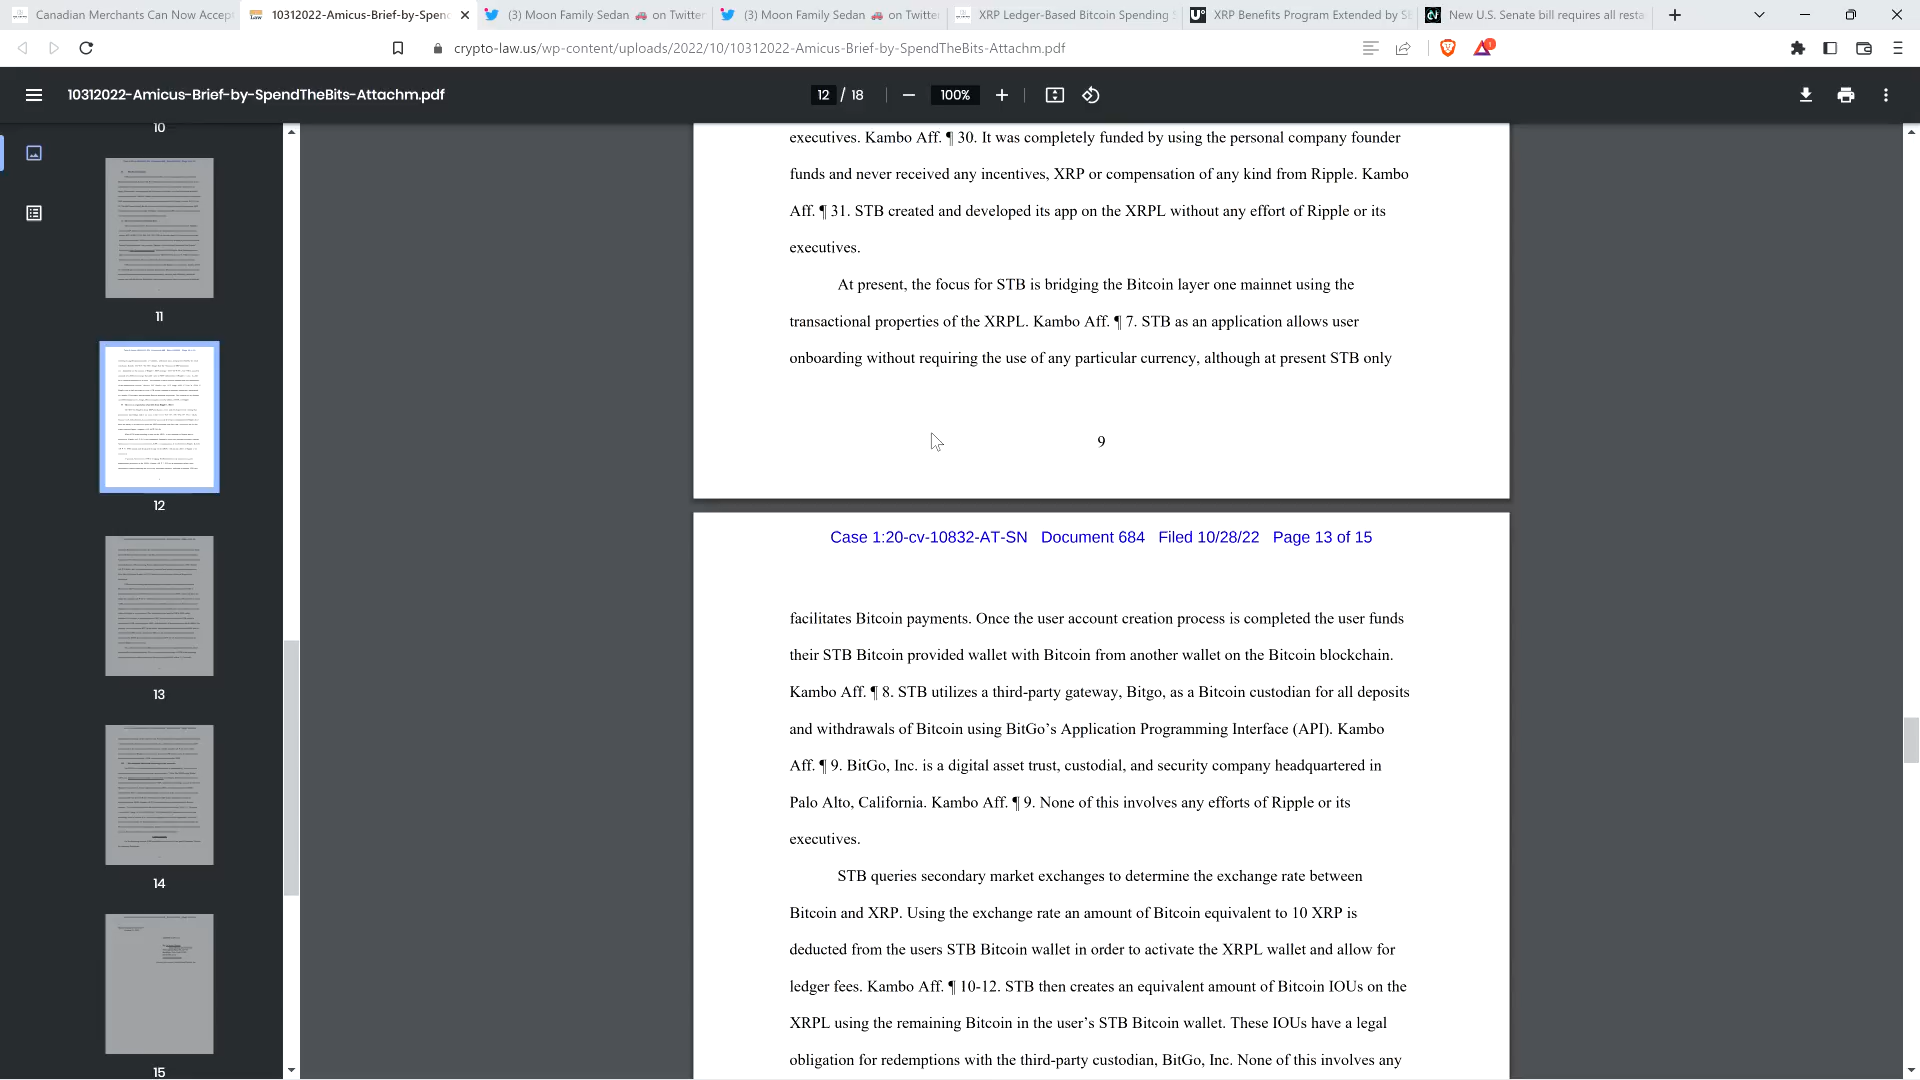 Canadian Merchants Can Now Accept
10312022-Amicus-Brief-by-Spend
(3) Moon Family Sedan 🚗 on Twitter
(3) Moon Family Sedan 🚗 on Twitter
XRP Ledger-Based Bitcoin Spending S
XRP Benefits Program Extended by SB
New U.S. Senate bill requires all resta
crypto-law.us/wp-content/uploads/2022/10/10312022-Amicus-Brief-by-SpendTheBits-Attachm.pdf
1
10312022-Amicus-Brief-by-SpendTheBits-Attachm.pdf
12 / 18
100%
10
11
12
13
14
15
executives. Kambo Aff. ¶ 30. It was completely funded by using the personal company founder
funds and never received any incentives, XRP or compensation of any kind from Ripple. Kambo
Aff. ¶ 31. STB created and developed its app on the XRPL without any effort of Ripple or its
executives.
At present, the focus for STB is bridging the Bitcoin layer one mainnet using the
transactional properties of the XRPL. Kambo Aff. ¶ 7. STB as an application allows user
onboarding without requiring the use of any particular currency, although at present STB only
9
Case 1:20-cv-10832-AT-SN Document 684 Filed 10/28/22 Page 13 of 15
facilitates Bitcoin payments. Once the user account creation process is completed the user funds
their STB Bitcoin provided wallet with Bitcoin from another wallet on the Bitcoin blockchain.
Kambo Aff. ¶ 8. STB utilizes a third-party gateway, Bitgo, as a Bitcoin custodian for all deposits
and withdrawals of Bitcoin using BitGo’s Application Programming Interface (API). Kambo
Aff. ¶ 9. BitGo, Inc. is a digital asset trust, custodial, and security company headquartered in
Palo Alto, California. Kambo Aff. ¶ 9. None of this involves any efforts of Ripple or its
executives.
STB queries secondary market exchanges to determine the exchange rate between
Bitcoin and XRP. Using the exchange rate an amount of Bitcoin equivalent to 10 XRP is
deducted from the users STB Bitcoin wallet in order to activate the XRPL wallet and allow for
ledger fees. Kambo Aff. ¶ 10-12. STB then creates an equivalent amount of Bitcoin IOUs on the
XRPL using the remaining Bitcoin in the user’s STB Bitcoin wallet. These IOUs have a legal
obligation for redemptions with the third-party custodian, BitGo, Inc. None of this involves any